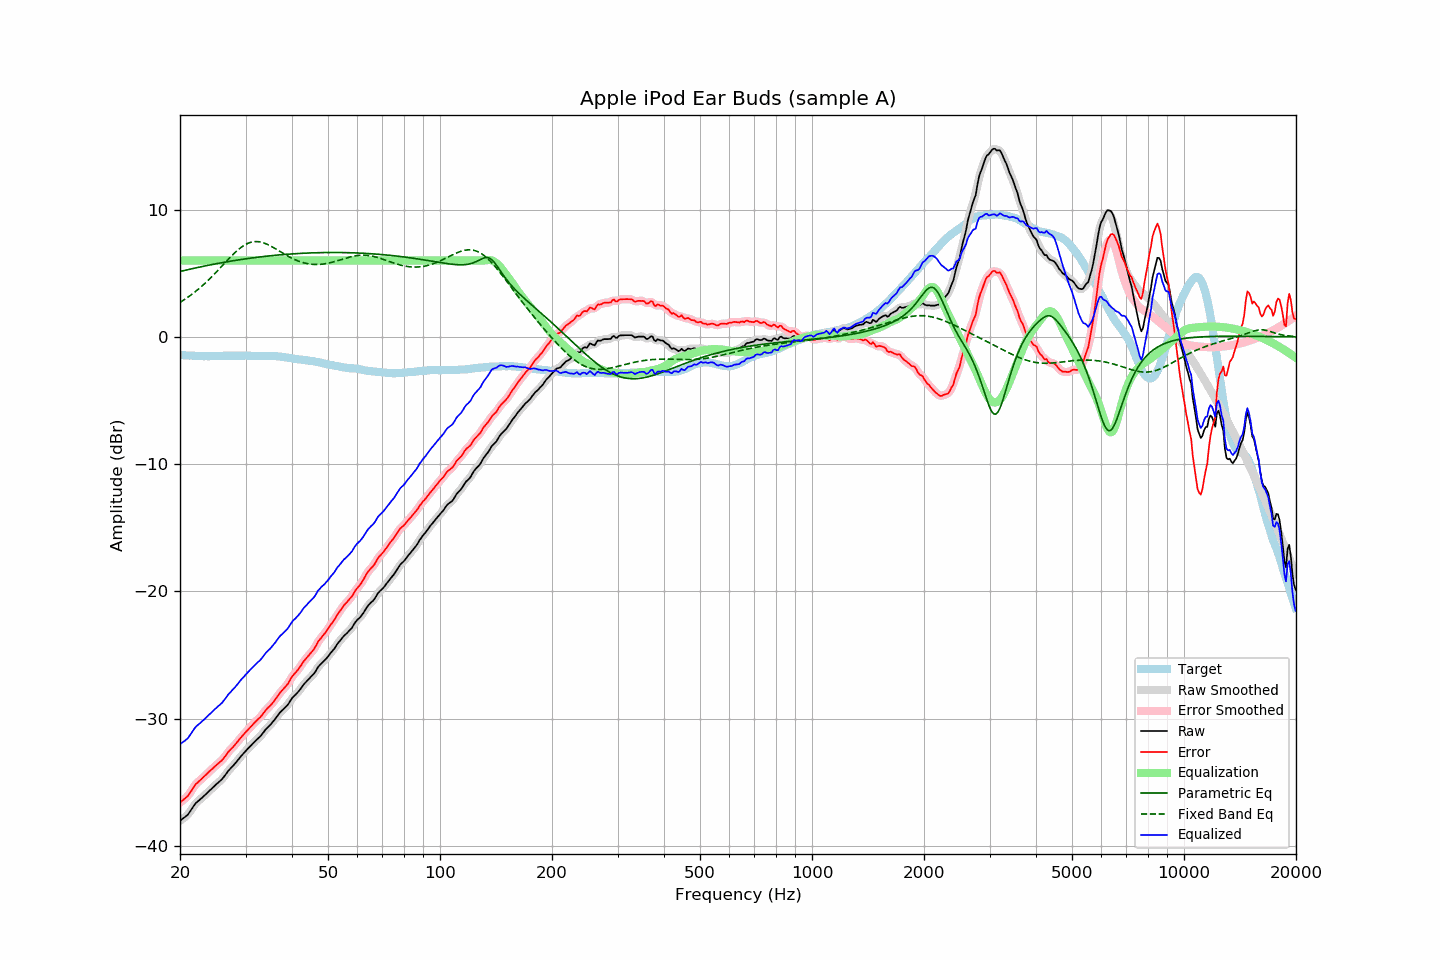 Apple iPod Ear Buds (sample A)
Amplitude (dBr)
10
0
−10
−20
−30
−40
20
50
100
200
500
1000
2000
5000
10000
20000
Frequency (Hz)
Target
Raw Smoothed
Error Smoothed
Raw
Error
Equalization
Parametric Eq
Fixed Band Eq
Equalized